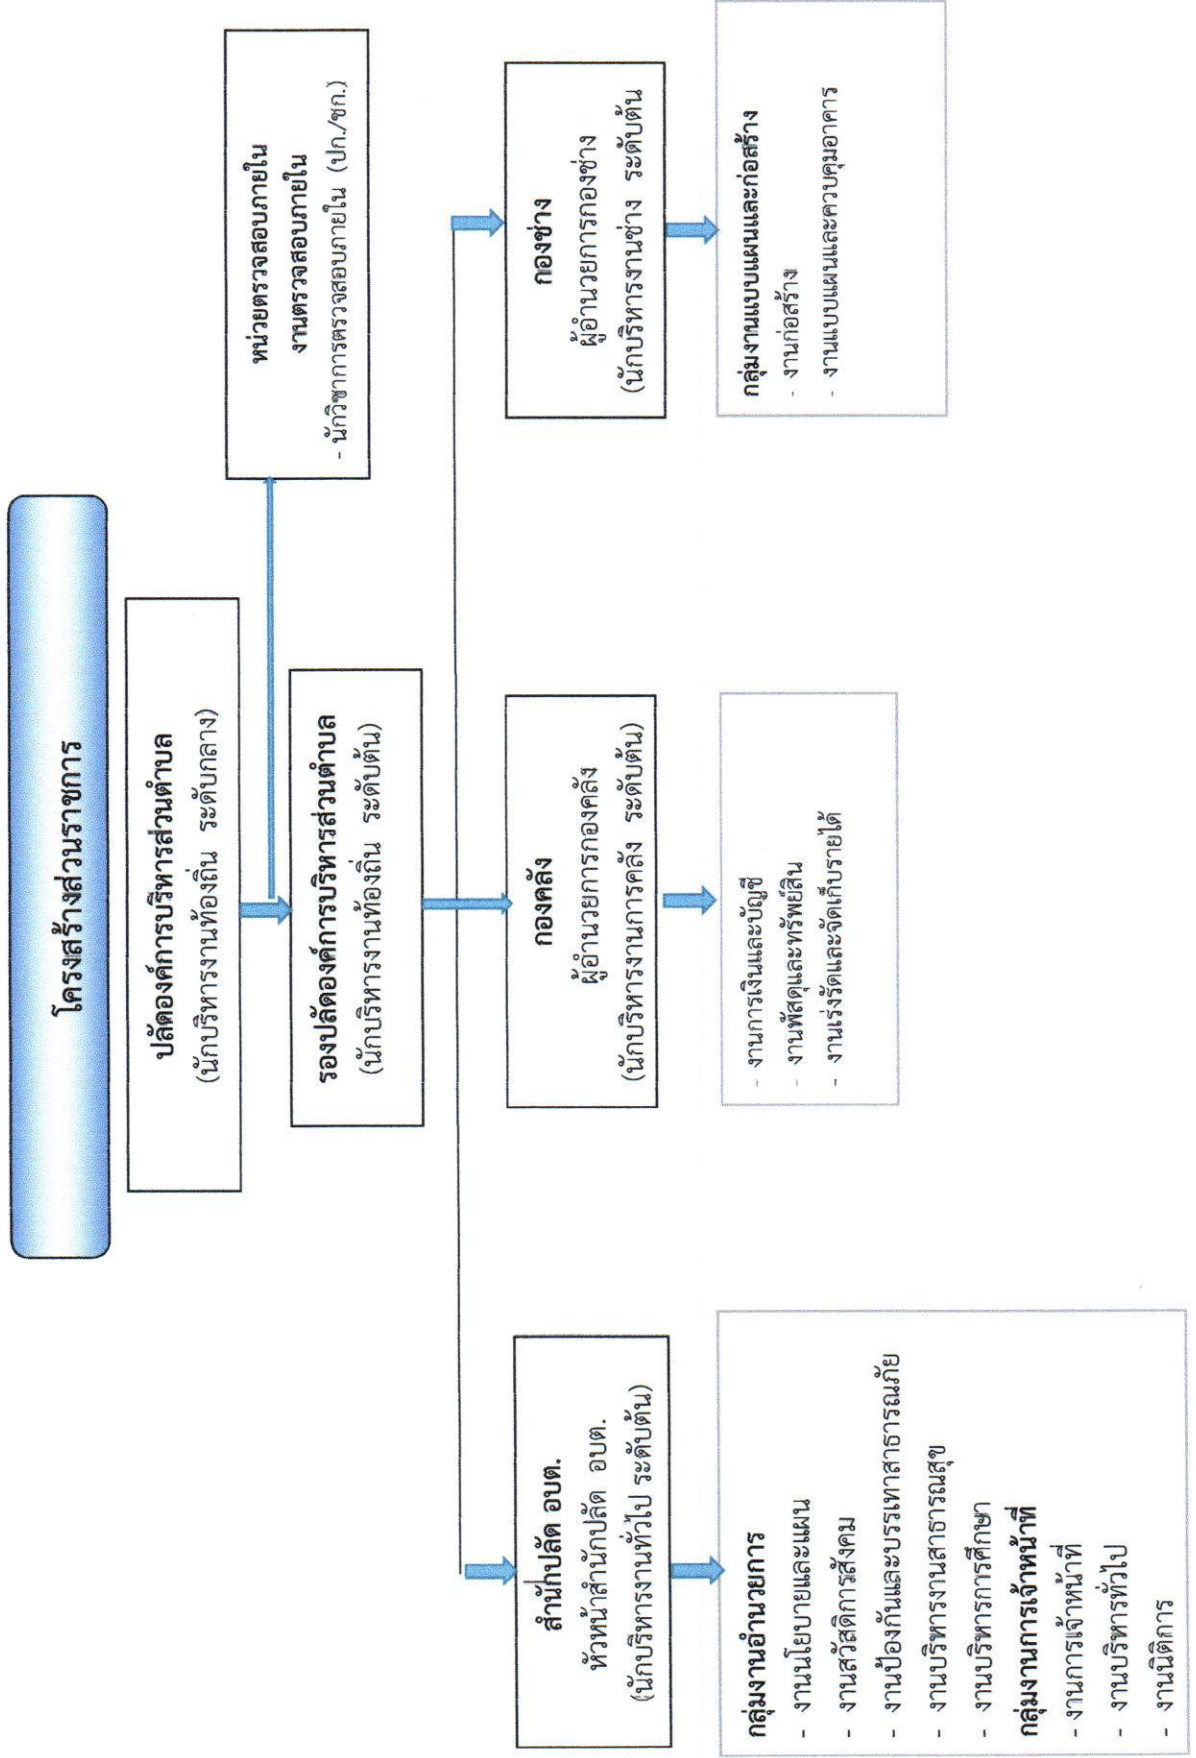 โครงสร้างส่วนราชการ
ปลัดองค์การบริหารส่วนตำบล
(นักบริหารงานท้องถิ่น ระดับกลาง)
หน่วยตรวจสอบภายใน
งานตรวจสอบภายใน
- นักวิชาการตรวจสอบภายใน (ปก./ชก.)
รองปลัดองค์การบริหารส่วนตำบล
(นักบริหารงานท้องถิ่น ระดับต้น)
สำนักปลัด อบต.
หัวหน้าสำนักปลัด อบต.
(นักบริหารงานทั่วไป ระดับต้น)
กองคลัง
ผู้อำนวยการกองคลัง
(นักบริหารงานการคลัง ระดับต้น)
กองช่าง
ผู้อำนวยการกองช่าง
(นักบริหารงานช่าง ระดับต้น)
กลุ่มงานอำนวยการ
- งานนโยบายและแผน
- งานสวัสดิการสังคม
- งานป้องกันและบรรเทาสาธารณภัย
- งานบริหารงานสาธารณสุข
- งานบริหารการศึกษา
กลุ่มงานการเจ้าหน้าที่
- งานการเจ้าหน้าที่
- งานบริหารทั่วไป
- งานนิติการ
- งานการเงินและบัญชี
- งานพัสดุและทรัพย์สิน
- งานเร่งรัดและจัดเก็บรายได้
กลุ่มงานแบบแผนและก่อสร้าง
- งานก่อสร้าง
- งานแบบแผนและควบคุมอาคาร